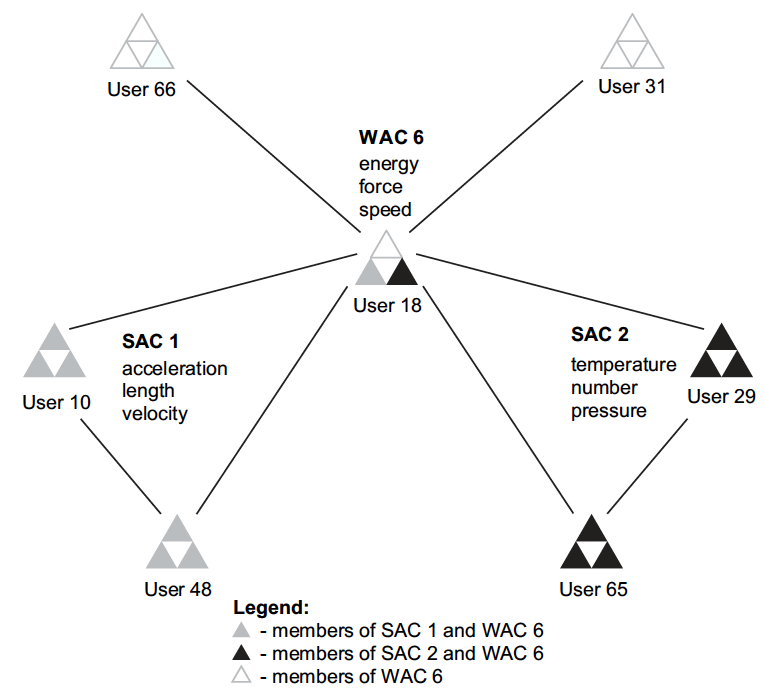 User 66
User 31
WAC 6
energy
force
speed
User 18
SAC 1
acceleration
length
velocity
User 10
SAC 2
temperature
number
pressure
User 29
User 48
User 65
Legend:
- members of SAC 1 and WAC 6
- members of SAC 2 and WAC 6
- members of WAC 6